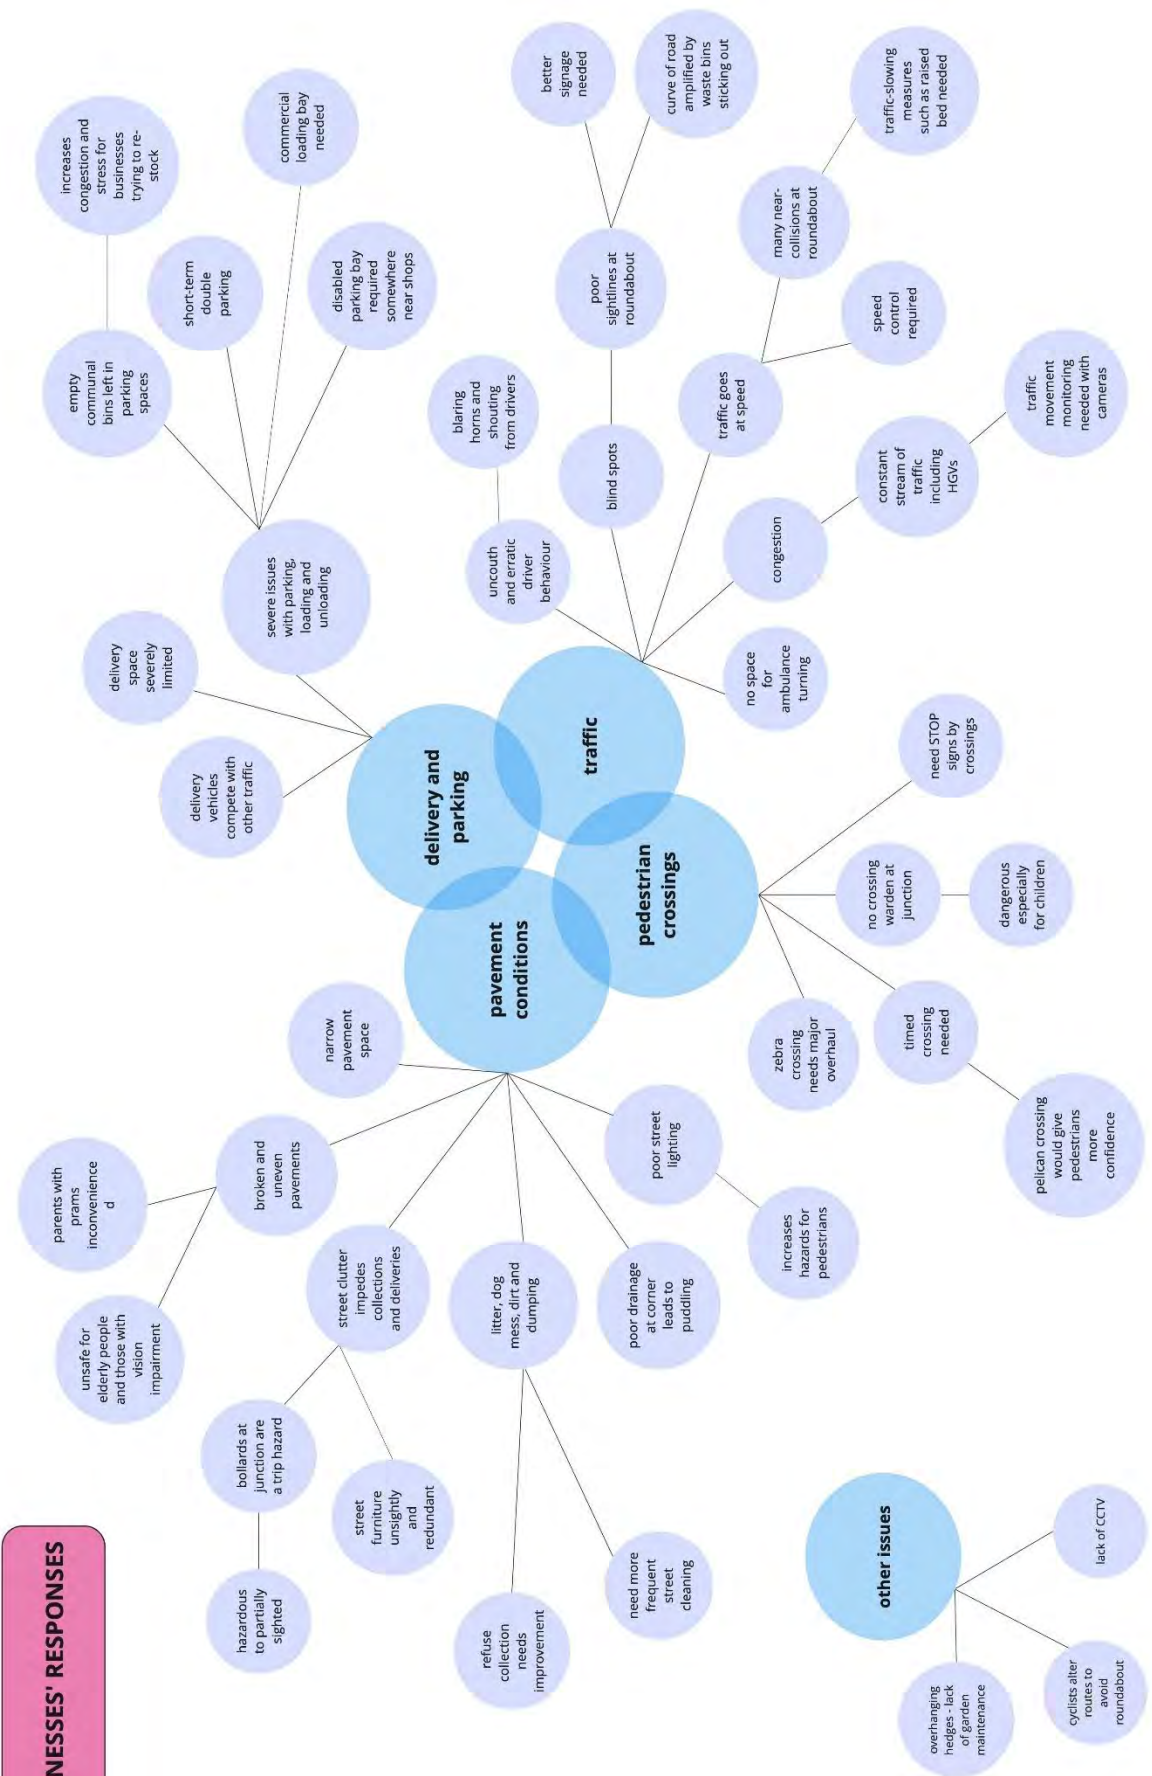 NESSES' RESPONSES
parents with
prams
inconvenience
d
unsafe for
elderly people
and those with
vision
impairment
broken and
uneven
pavements
narrow
pavement
space
bollards at
junction are
a trip hazard
hazardous
to partially
sighted
street clutter
impedes
collections
and deliveries
street
furniture
unsightly
and
redundant
litter, dog
mess, dirt and
dumping
refuse
collection
needs
improvement
need more
frequent
street
cleaning
poor drainage
at corner
leads to
puddling
poor street
lighting
increases
hazards for
pedestrians
pavement
conditions
delivery and
parking
delivery
vehicles
compete with
other traffic
delivery
space
severely
limited
severe issues
with parking,
loading and
unloading
empty
communal
bins left in
parking
spaces
increases
congestion and
stress for
businesses
trying to re-
stock
short-term
double
parking
commercial
loading bay
needed
disabled
parking bay
required
somewhere
near shops
traffic
uncouth
and erratic
driver
behaviour
blaring
horns and
shouting
from drivers
blind spots
poor
sightlines at
roundabout
better
signage
needed
curve of road
amplified by
waste bins
sticking out
traffic goes
at speed
many near-
collisions at
roundabout
traffic-slowing
measures
such as raised
bed needed
speed
control
required
congestion
constant
stream of
traffic
including
HGVs
traffic
movement
monitoring
needed with
cameras
no space
for
ambulance
turning
pedestrian
crossings
zebra
crossing
needs major
overhaul
timed
crossing
needed
pelican crossing
would give
pedestrians
more
confidence
no crossing
warden at
junction
dangerous
especially
for children
need STOP
signs by
crossings
other issues
overhanging
hedges - lack
of garden
maintenance
cyclists alter
routes to
avoid
roundabout
lack of CCTV